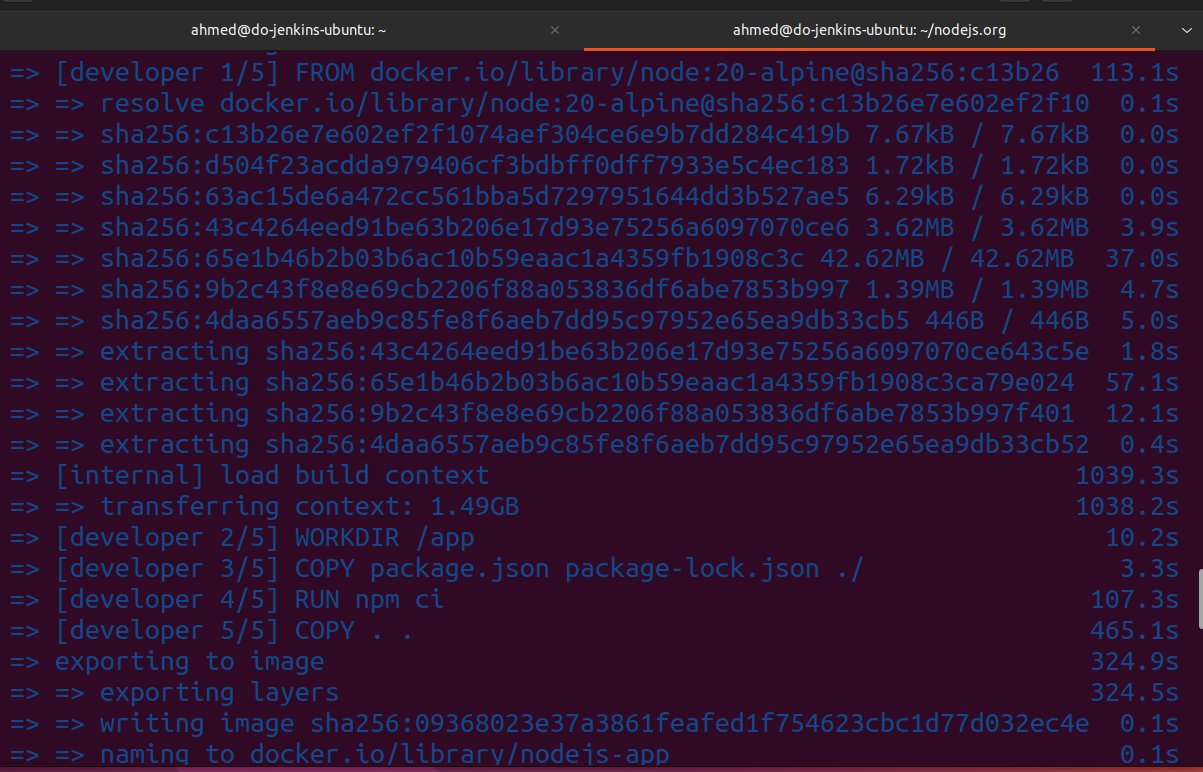 ahmed@do-jenkins-ubuntu: ~ × ahmed@do-jenkins-ubuntu: ~/nodejs.org ×
=> [developer 1/5] FROM docker.io/library/node:20-alpine@sha256:c13b26 113.1s
=> => resolve docker.io/library/node:20-alpine@sha256:c13b26e7e602ef2f10 0.1s
=> => sha256:c13b26e7e602ef2f1074aef304ce6e9b7dd284c419b 7.67kB / 7.67kB 0.0s
=> => sha256:d504f23acdda979406cf3bdbff0dff7933e5c4ec183 1.72kB / 1.72kB 0.0s
=> => sha256:63ac15de6a472cc561bba5d7297951644dd3b527ae5 6.29kB / 6.29kB 0.0s
=> => sha256:43c4264eed91be63b206e17d93e75256a6097070ce6 3.62MB / 3.62MB 3.9s
=> => sha256:65e1b46b2b03b6ac10b59eaac1a4359fb1908c3c 42.62MB / 42.62MB 37.0s
=> => sha256:9b2c43f8e8e69cb2206f88a053836df6abe7853b997 1.39MB / 1.39MB 4.7s
=> => sha256:4daa6557aeb9c85fe8f6aeb7dd95c97952e65ea9db33cb5 446B / 446B 5.0s
=> => extracting sha256:43c4264eed91be63b206e17d93e75256a6097070ce643c5e 1.8s
=> => extracting sha256:65e1b46b2b03b6ac10b59eaac1a4359fb1908c3ca79e024 57.1s
=> => extracting sha256:9b2c43f8e8e69cb2206f88a053836df6abe7853b997f401 12.1s
=> => extracting sha256:4daa6557aeb9c85fe8f6aeb7dd95c97952e65ea9db33cb52 0.4s
=> [internal] load build context 1039.3s
=> => transferring context: 1.49GB 1038.2s
=> [developer 2/5] WORKDIR /app 10.2s
=> [developer 3/5] COPY package.json package-lock.json ./ 3.3s
=> [developer 4/5] RUN npm ci 107.3s
=> [developer 5/5] COPY . . 465.1s
=> exporting to image 324.9s
=> => exporting layers 324.5s
=> => writing image sha256:09368023e37a3861feafed1f754623cbc1d77d032ec4e 0.1s
=> => naming to docker.io/library/nodejs-app 0.1s